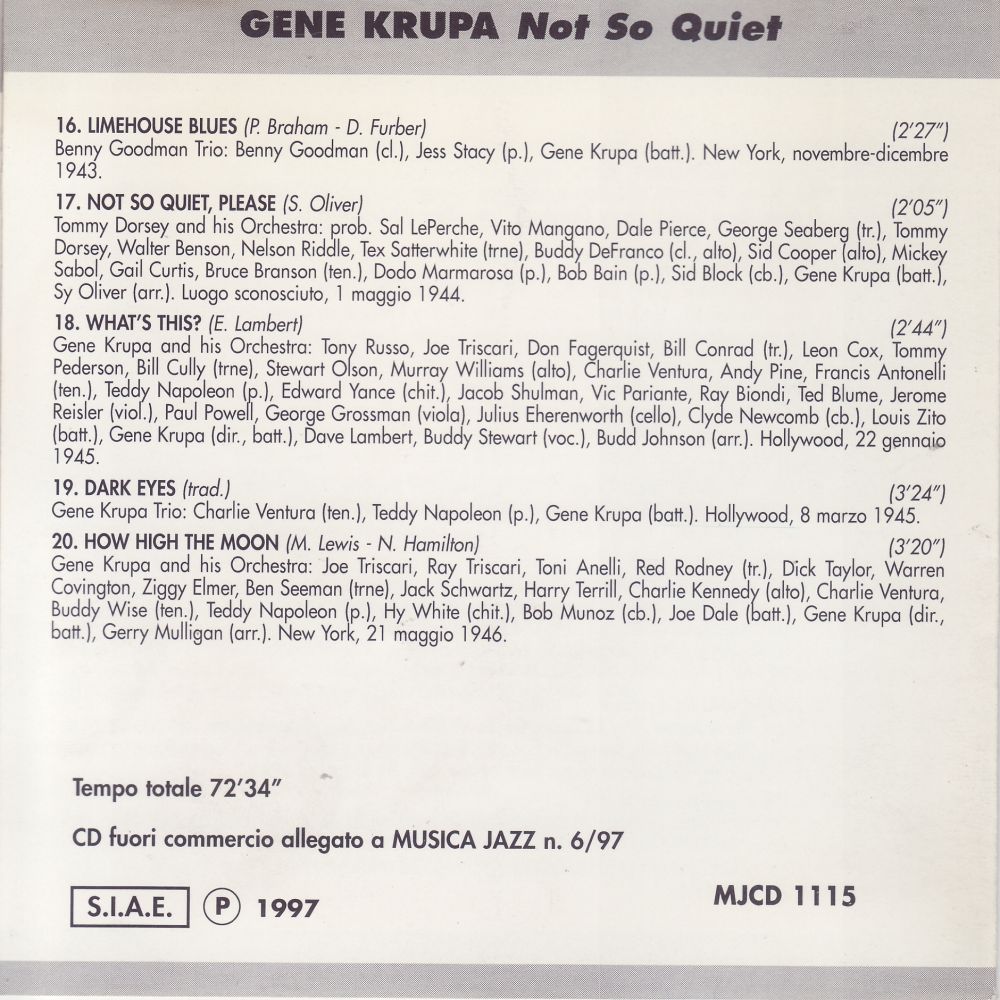 GENE KRUPA Not So Quiet
16. LIMEHOUSE BLUES (P. Braham - D. Furber) (2'27")
Benny Goodman Trio: Benny Goodman (cl.), Jess Stacy (p.), Gene Krupa (batt.). New York, novembre-dicembre
1943.
17. NOT SO QUIET, PLEASE (S. Oliver) (2'05")
Tommy Dorsey and his Orchestra: prob. Sal LePerche, Vito Mangano, Dale Pierce, George Seaberg (tr.), Tommy
Dorsey, Walter Benson, Nelson Riddle, Tex Satterwhite (trne), Buddy DeFranco (cl., alto), Sid Cooper (alto), Mickey
Sabol, Gail Curtis, Bruce Branson (ten.), Dodo Marmarosa (p.), Bob Bain (p.), Sid Block (cb.), Gene Krupa (batt.),
Sy Oliver (arr.). Luogo sconosciuto, 1 maggio 1944.
18. WHAT'S THIS? (E. Lambert) (2'44")
Gene Krupa and his Orchestra: Tony Russo, Joe Triscari, Don Fagerquist, Bill Conrad (tr.), Leon Cox, Tommy
Pederson, Bill Cully (trne), Stewart Olson, Murray Williams (alto), Charlie Ventura, Andy Pine, Francis Antonelli
(ten.), Teddy Napoleon (p.), Edward Yance (chit.), Jacob Shulman, Vic Pariante, Ray Biondi, Ted Blume, Jerome
Reisler (viol.), Paul Powell, George Grossman (viola), Julius Eherenworth (cello), Clyde Newcomb (cb.), Louis Zito
(batt.), Gene Krupa (dir., batt.), Dave Lambert, Buddy Stewart (voc.), Budd Johnson (arr.). Hollywood, 22 gennaio
1945.
19. DARK EYES (trad.) (3'24")
Gene Krupa Trio: Charlie Ventura (ten.), Teddy Napoleon (p.), Gene Krupa (batt.). Hollywood, 8 marzo 1945.
20. HOW HIGH THE MOON (M. Lewis - N. Hamilton) (3'20")
Gene Krupa and his Orchestra: Joe Triscari, Ray Triscari, Toni Anelli, Red Rodney (tr.), Dick Taylor, Warren
Covington, Ziggy Elmer, Ben Seeman (trne), Jack Schwartz, Harry Terrill, Charlie Kennedy (alto), Charlie Ventura,
Buddy Wise (ten.), Teddy Napoleon (p.), Hy White (chit.), Bob Munoz (cb.), Joe Dale (batt.), Gene Krupa (dir.,
batt.), Gerry Mulligan (arr.). New York, 21 maggio 1946.
Tempo totale 72'34"
CD fuori commercio allegato a MUSICA JAZZ n. 6/97
S.I.A.E. Ⓟ 1997 MJCD 1115